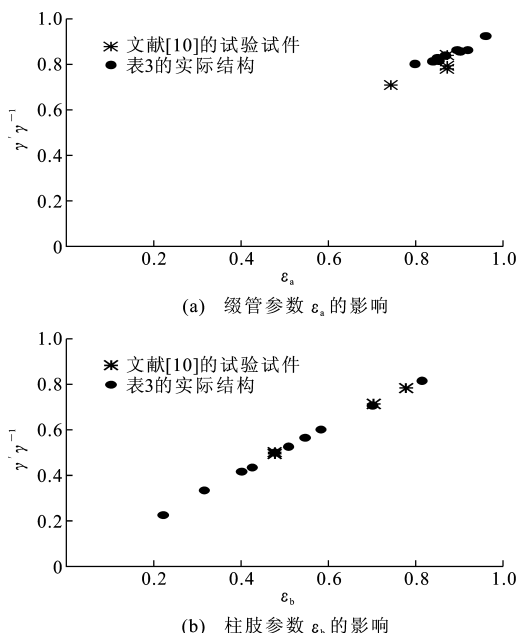 1.0
文献[10]的试验试件
0.8
表3的实际结构
0.6
γ′γ⁻¹
0.4
0.2
0
0.2 0.4 0.6 0.8 1.0
εa
(a) 缀管参数 εa 的影响
1.0
文献[10]的试验试件
0.8
表3的实际结构
0.6
γ′γ⁻¹
0.4
0.2
0
0.2 0.4 0.6 0.8 1.0
εb
(b) 柱肢参数 εb 的影响